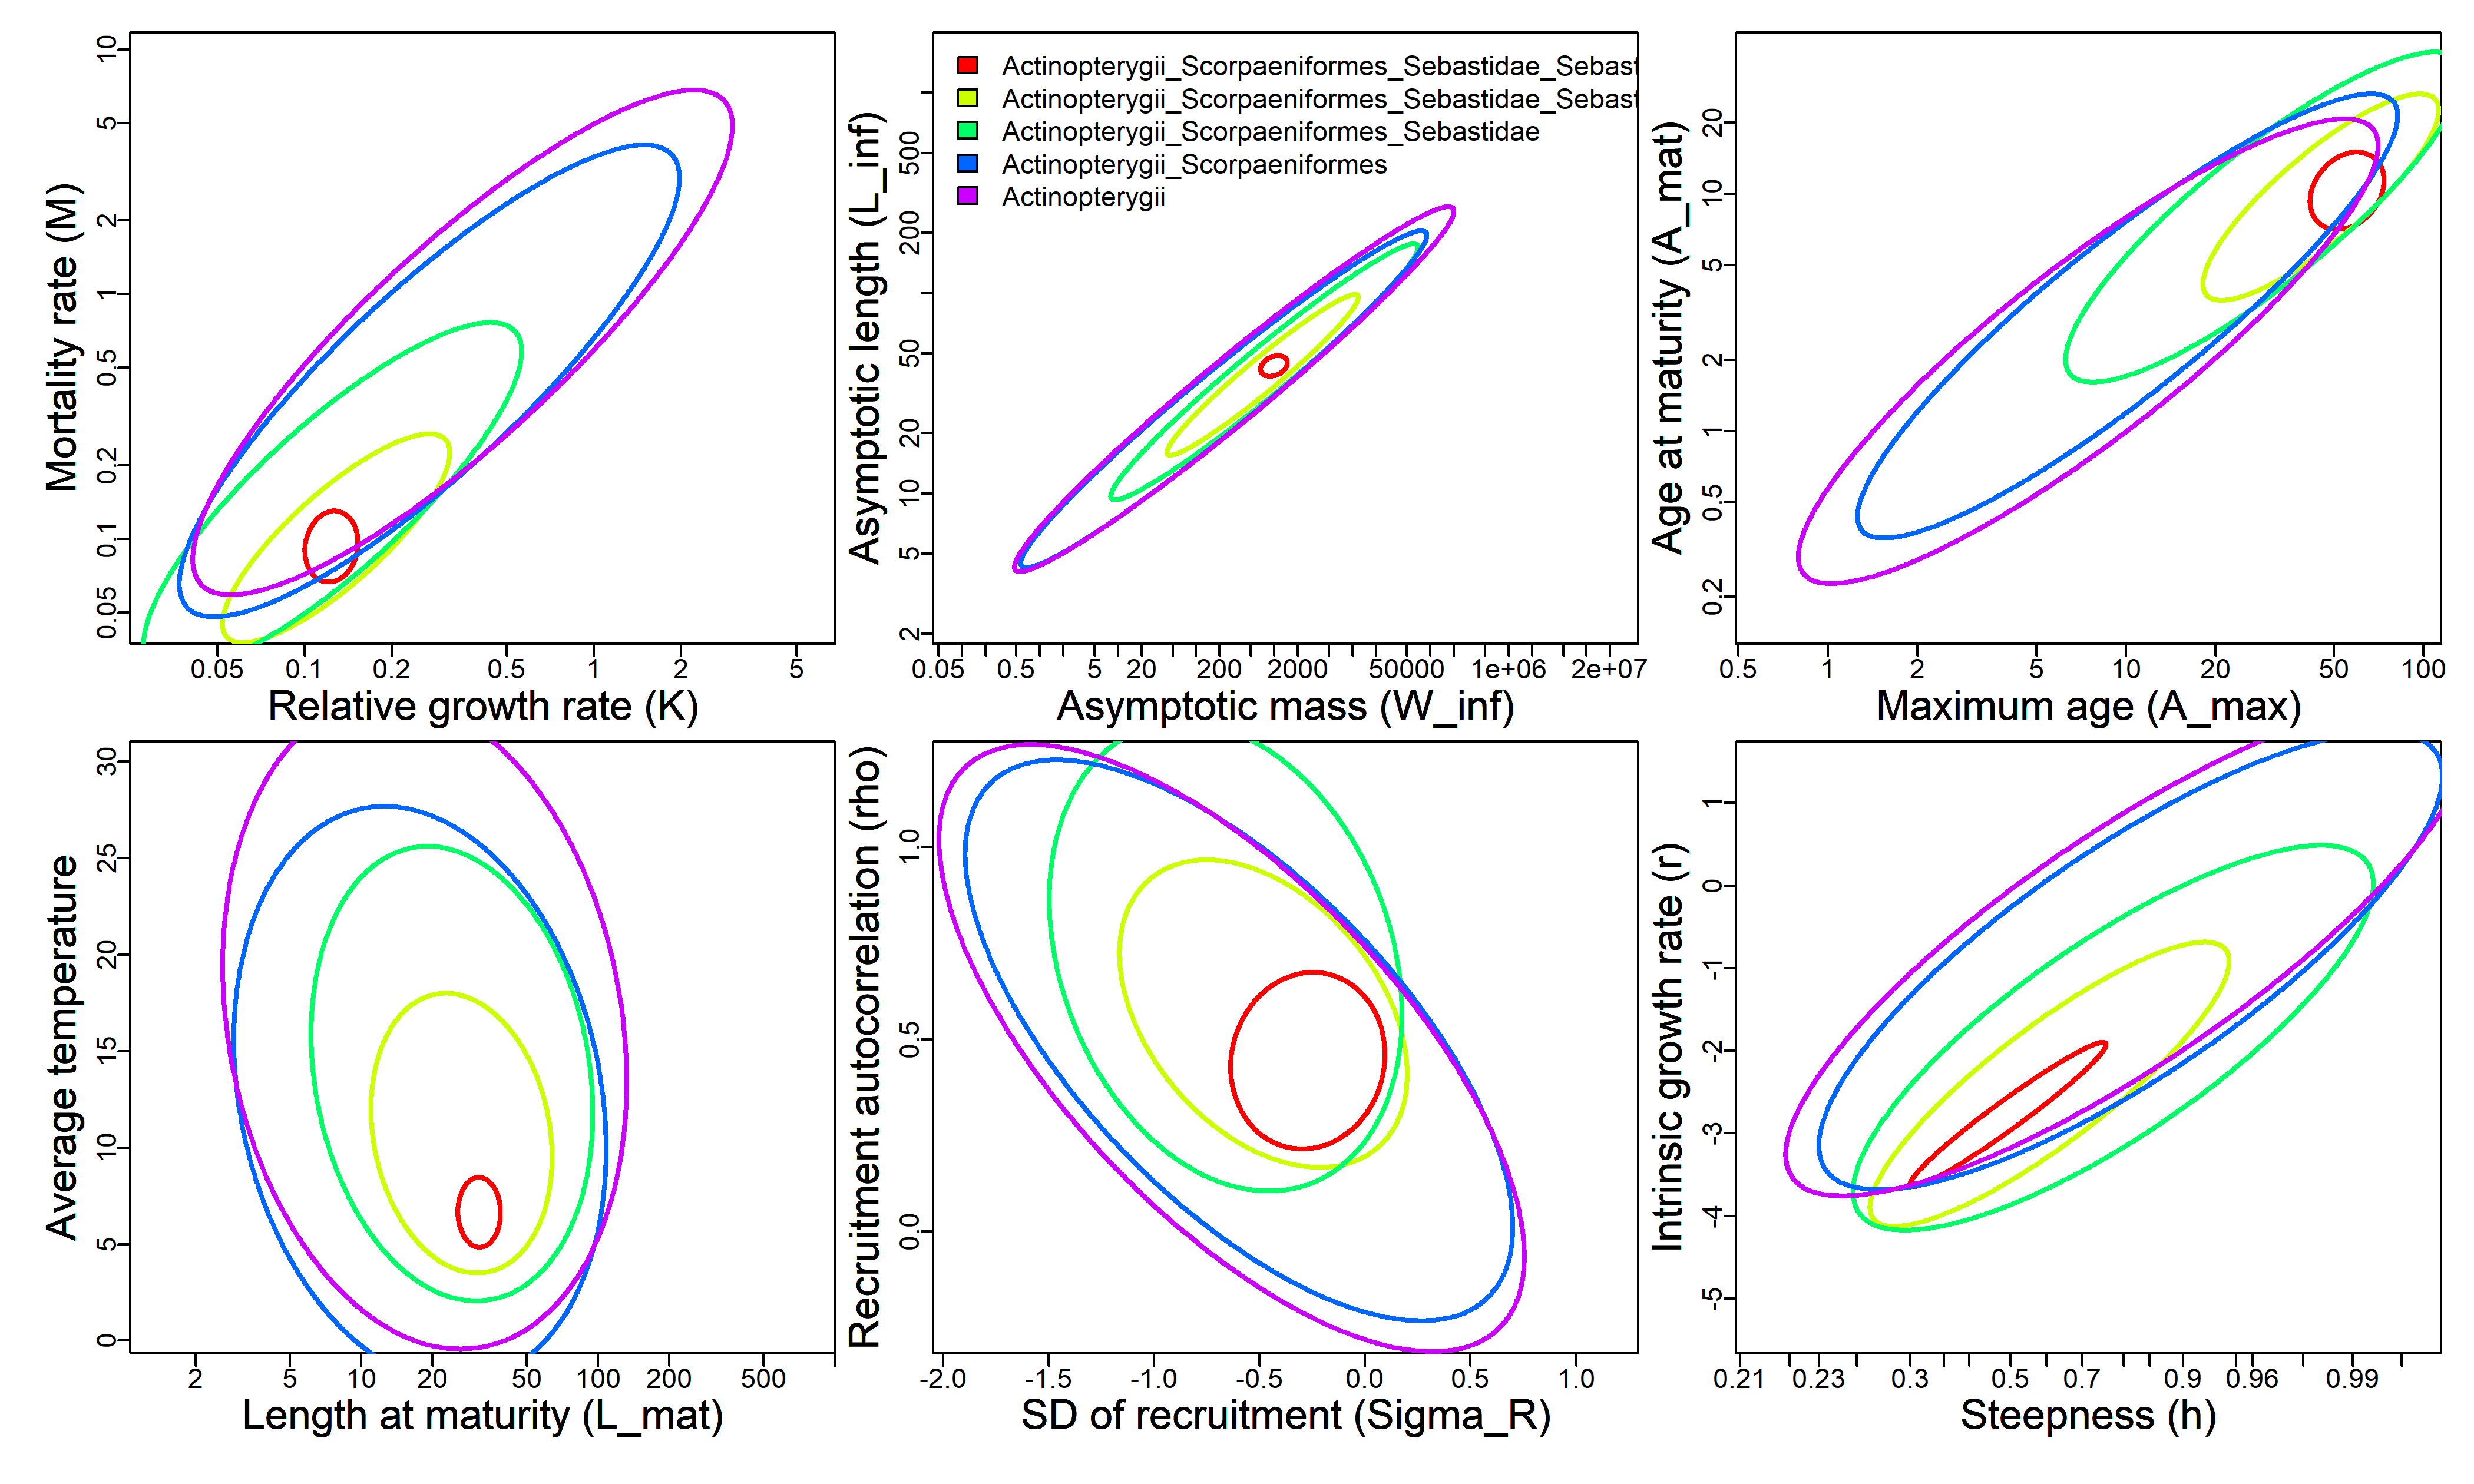 Mortality rate (M)
10
5
2
1
0.5
0.2
0.1
0.05
0.05 0.1 0.2 0.5 1 2 5
Relative growth rate (K)
Actinopterygii_Scorpaeniformes_Sebastidae_Sebast
Actinopterygii_Scorpaeniformes_Sebastidae_Sebast
Actinopterygii_Scorpaeniformes_Sebastidae
Actinopterygii_Scorpaeniformes
Actinopterygii
Asymptotic length (L_inf)
500
200
50
20
10
5
2
0.05 0.5 5 20 200 2000 50000 1e+06 2e+07
Asymptotic mass (W_inf)
Age at maturity (A_mat)
20
10
5
2
1
0.5
0.2
0.5 1 2 5 10 20 50 100
Maximum age (A_max)
Average temperature
30
25
20
15
10
5
0
2 5 10 20 50 100 200 500
Length at maturity (L_mat)
Recruitment autocorrelation (rho)
1.0
0.5
0.0
-2.0 -1.5 -1.0 -0.5 0.0 0.5 1.0
SD of recruitment (Sigma_R)
Intrinsic growth rate (r)
1
0
-1
-2
-3
-4
-5
0.21 0.23 0.3 0.5 0.7 0.9 0.96 0.99
Steepness (h)